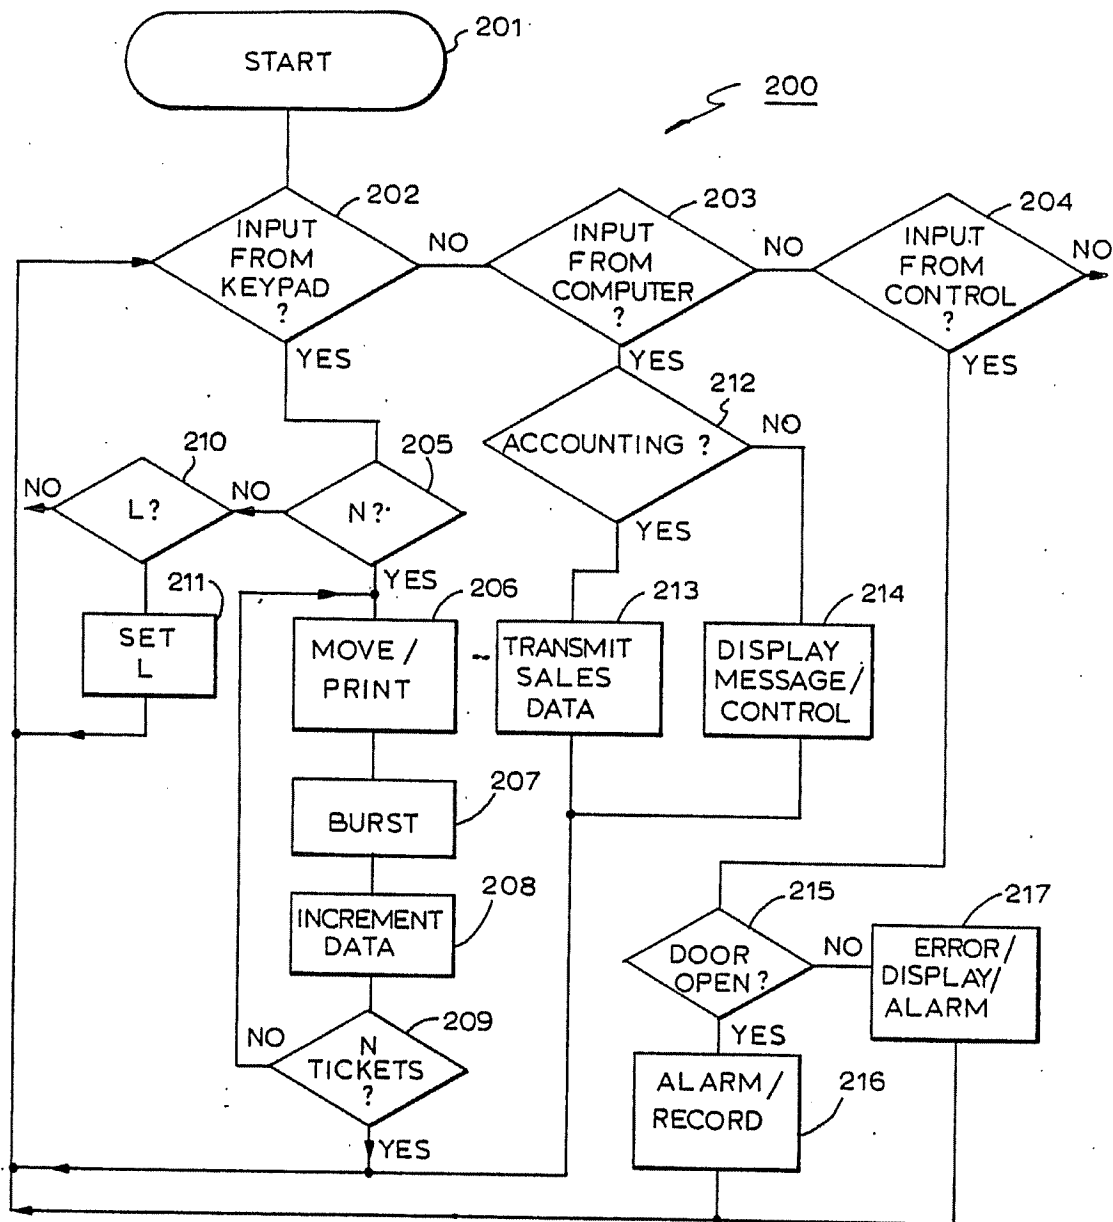 START
201
200
INPUT
FROM
KEYPAD
?
202
NO
YES
INPUT
FROM
COMPUTER
?
203
NO
YES
INPUT
FROM
CONTROL
?
204
NO
YES
ACCOUNTING ?
212
NO
YES
210
L?
NO
NO
205
N?
YES
211
SET
L
206
MOVE/
PRINT
213
TRANSMIT
SALES
DATA
214
DISPLAY
MESSAGE/
CONTROL
207
BURST
208
INCREMENT
DATA
209
N
TICKETS
?
NO
YES
215
DOOR
OPEN?
NO
YES
217
ERROR/
DISPLAY/
ALARM
216
ALARM/
RECORD